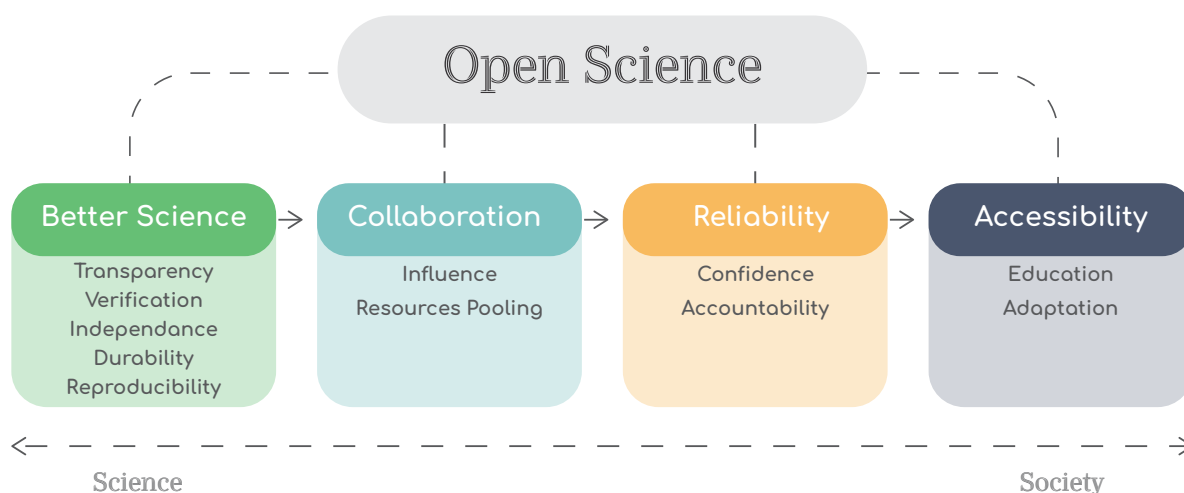 Open Science
Better Science
Transparency
Verification
Independance
Durability
Reproducibility
Collaboration
Influence
Resources Pooling
Reliability
Confidence
Accountability
Accessibility
Education
Adaptation
Science
Society